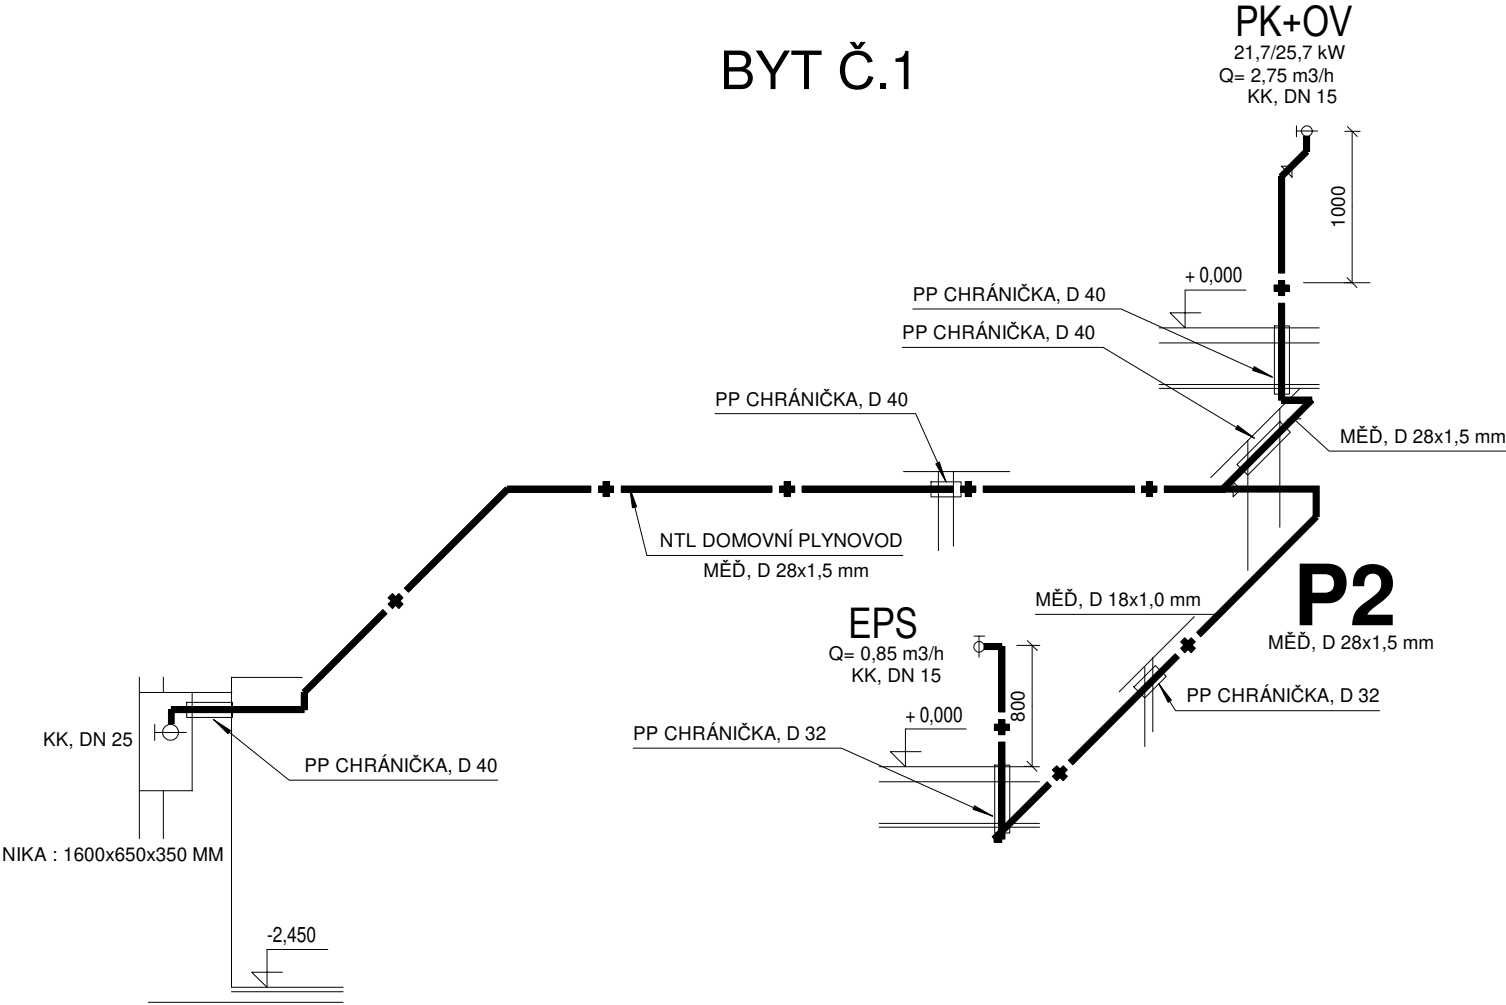 PK+OV
21,7/25,7 kW
Q= 2,75 m3/h
KK, DN 15
BYT Č.1
1000
+ 0,000
PP CHRÁNIČKA, D 40
PP CHRÁNIČKA, D 40
PP CHRÁNIČKA, D 40
MĚĎ, D 28x1,5 mm
NTL DOMOVNÍ PLYNOVOD
MĚĎ, D 28x1,5 mm
MĚĎ, D 18x1,0 mm
P2
MĚĎ, D 28x1,5 mm
EPS
Q= 0,85 m3/h
KK, DN 15
PP CHRÁNIČKA, D 32
800
+ 0,000
PP CHRÁNIČKA, D 32
KK, DN 25
PP CHRÁNIČKA, D 40
NIKA : 1600x650x350 MM
-2,450